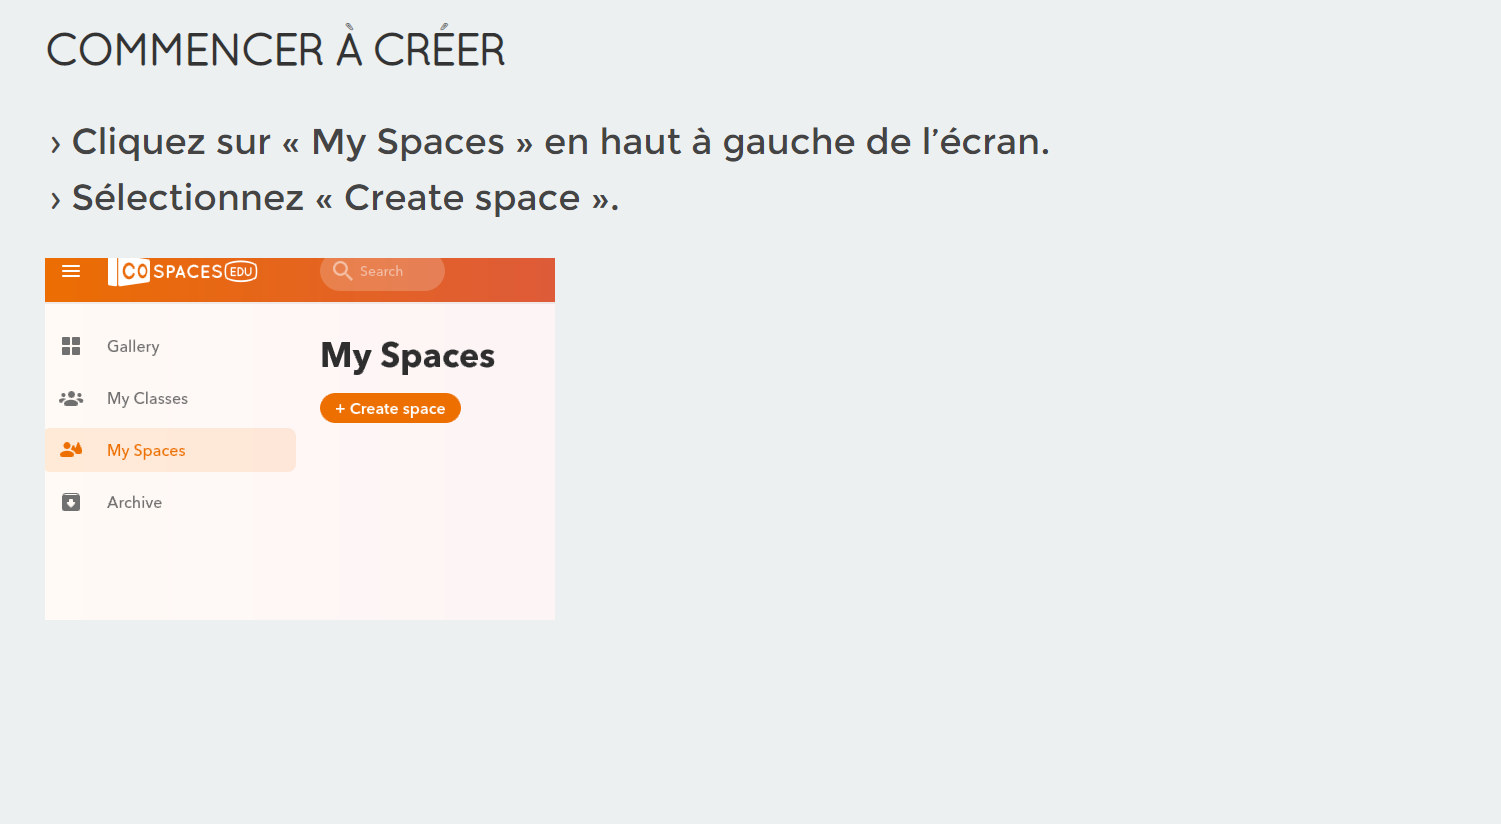 COMMENCER À CRÉER
› Cliquez sur « My Spaces » en haut à gauche de l’écran.
› Sélectionnez « Create space ».
CO SPACES EDU
Search
Gallery
My Classes
My Spaces
Archive
My Spaces
+ Create space